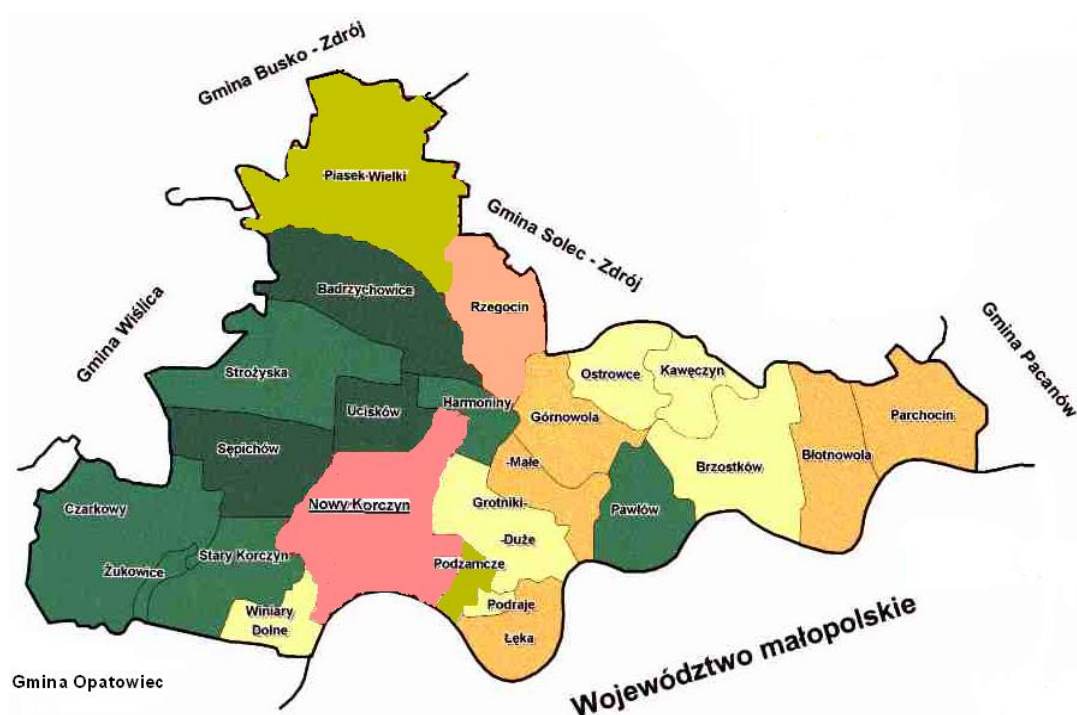 Gmina Busko - Zdrój
Piasek Wielki
Gmina Solec - Zdrój
Badrzychowice
Rzegocin
Gmina Wiślica
Gmina Pacanów
Strożyska
Ostrowce
Kawęczyn
Harmoniny
Ucisków
Górnowola
Parchocin
Sępichów
Błotnowola
-Małe
Brzostków
Nowy Korczyn
Grotniki-
Czarkowy
Pawłów
-Duże
Stary Korczyn
Żukowice
Podzamcze
Winiary
Dolne
Podraje
Łęka
Województwo małopolskie
Gmina Opatowiec